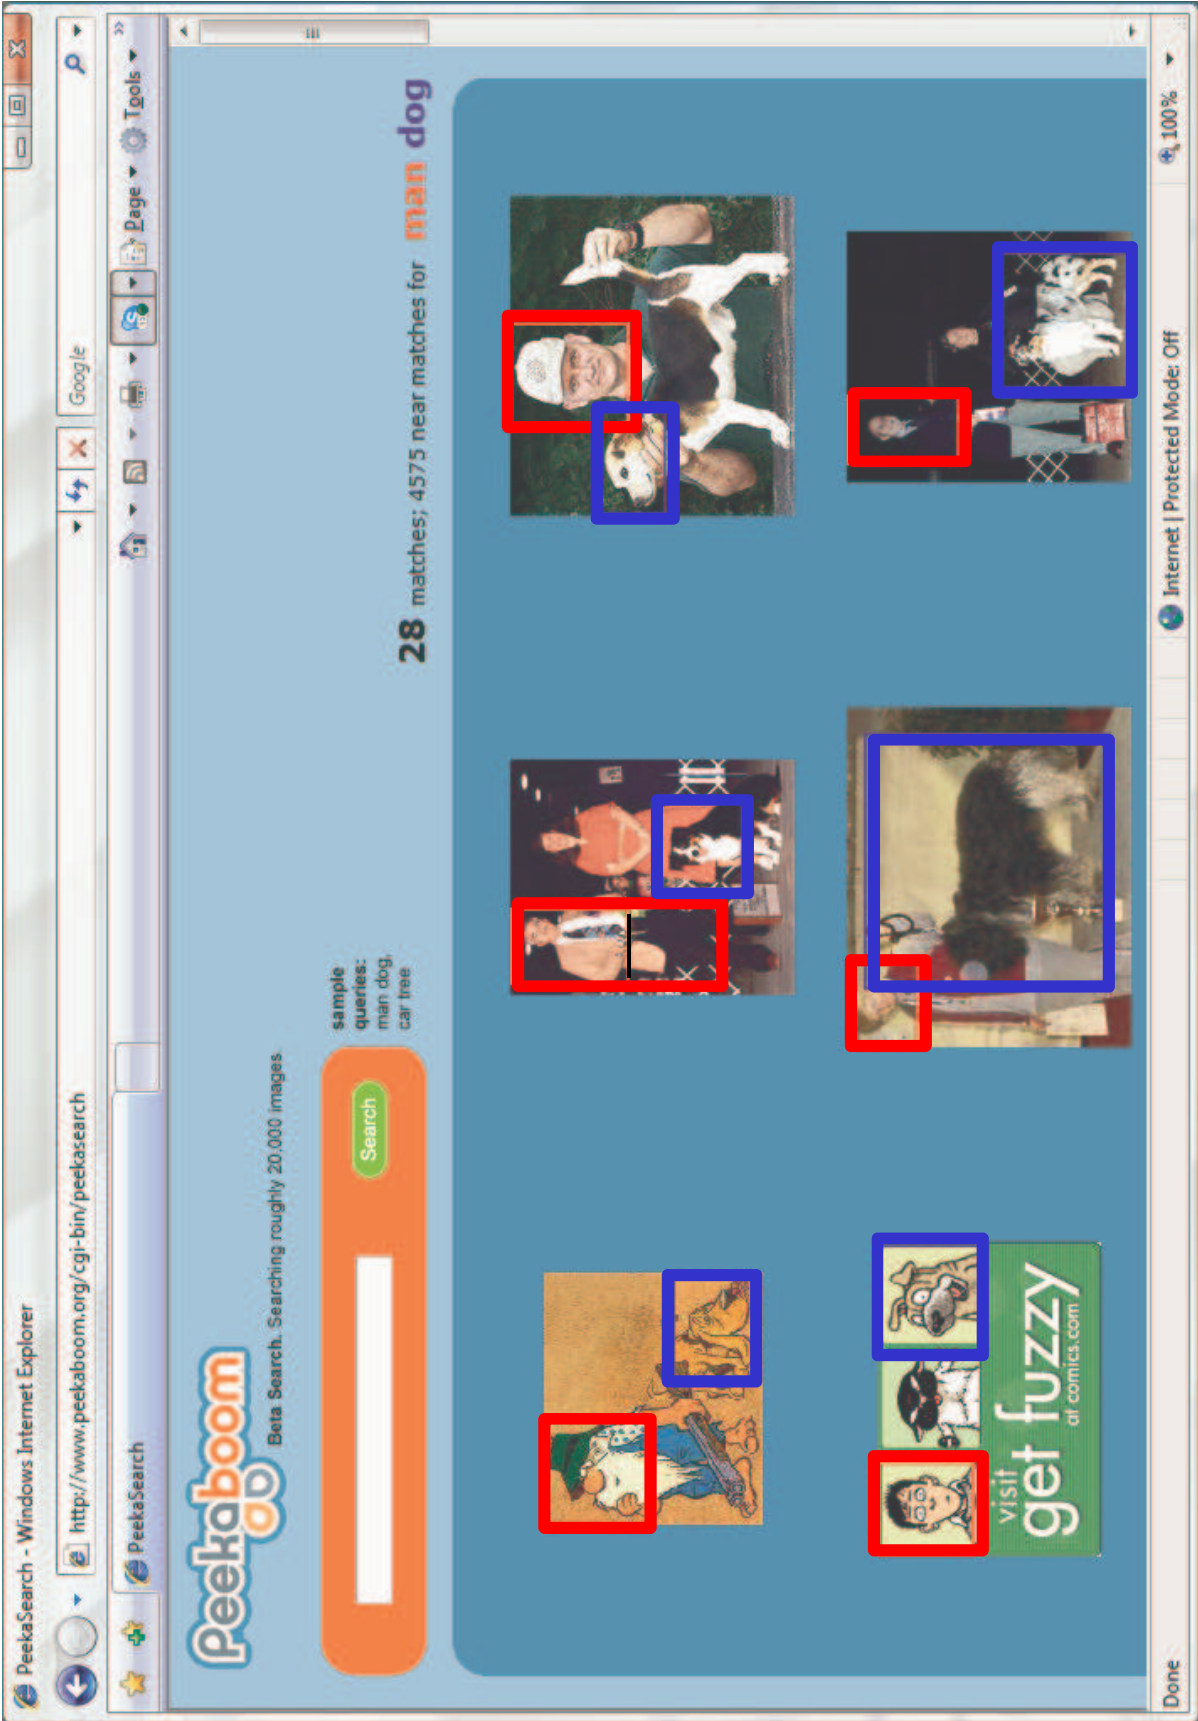 PeekaSearch - Windows Internet Explorer
http://www.peekaboom.org/cgi-bin/peekasearch
Google
PeekaSearch
Page
Tools
Peekaboom
Beta Search. Searching roughly 20,000 images
Search
sample
queries:
man dog,
car tree
28 matches; 4575 near matches for man dog
visit
get fuzzy
at comics.com
Done
Internet | Protected Mode: Off
100%